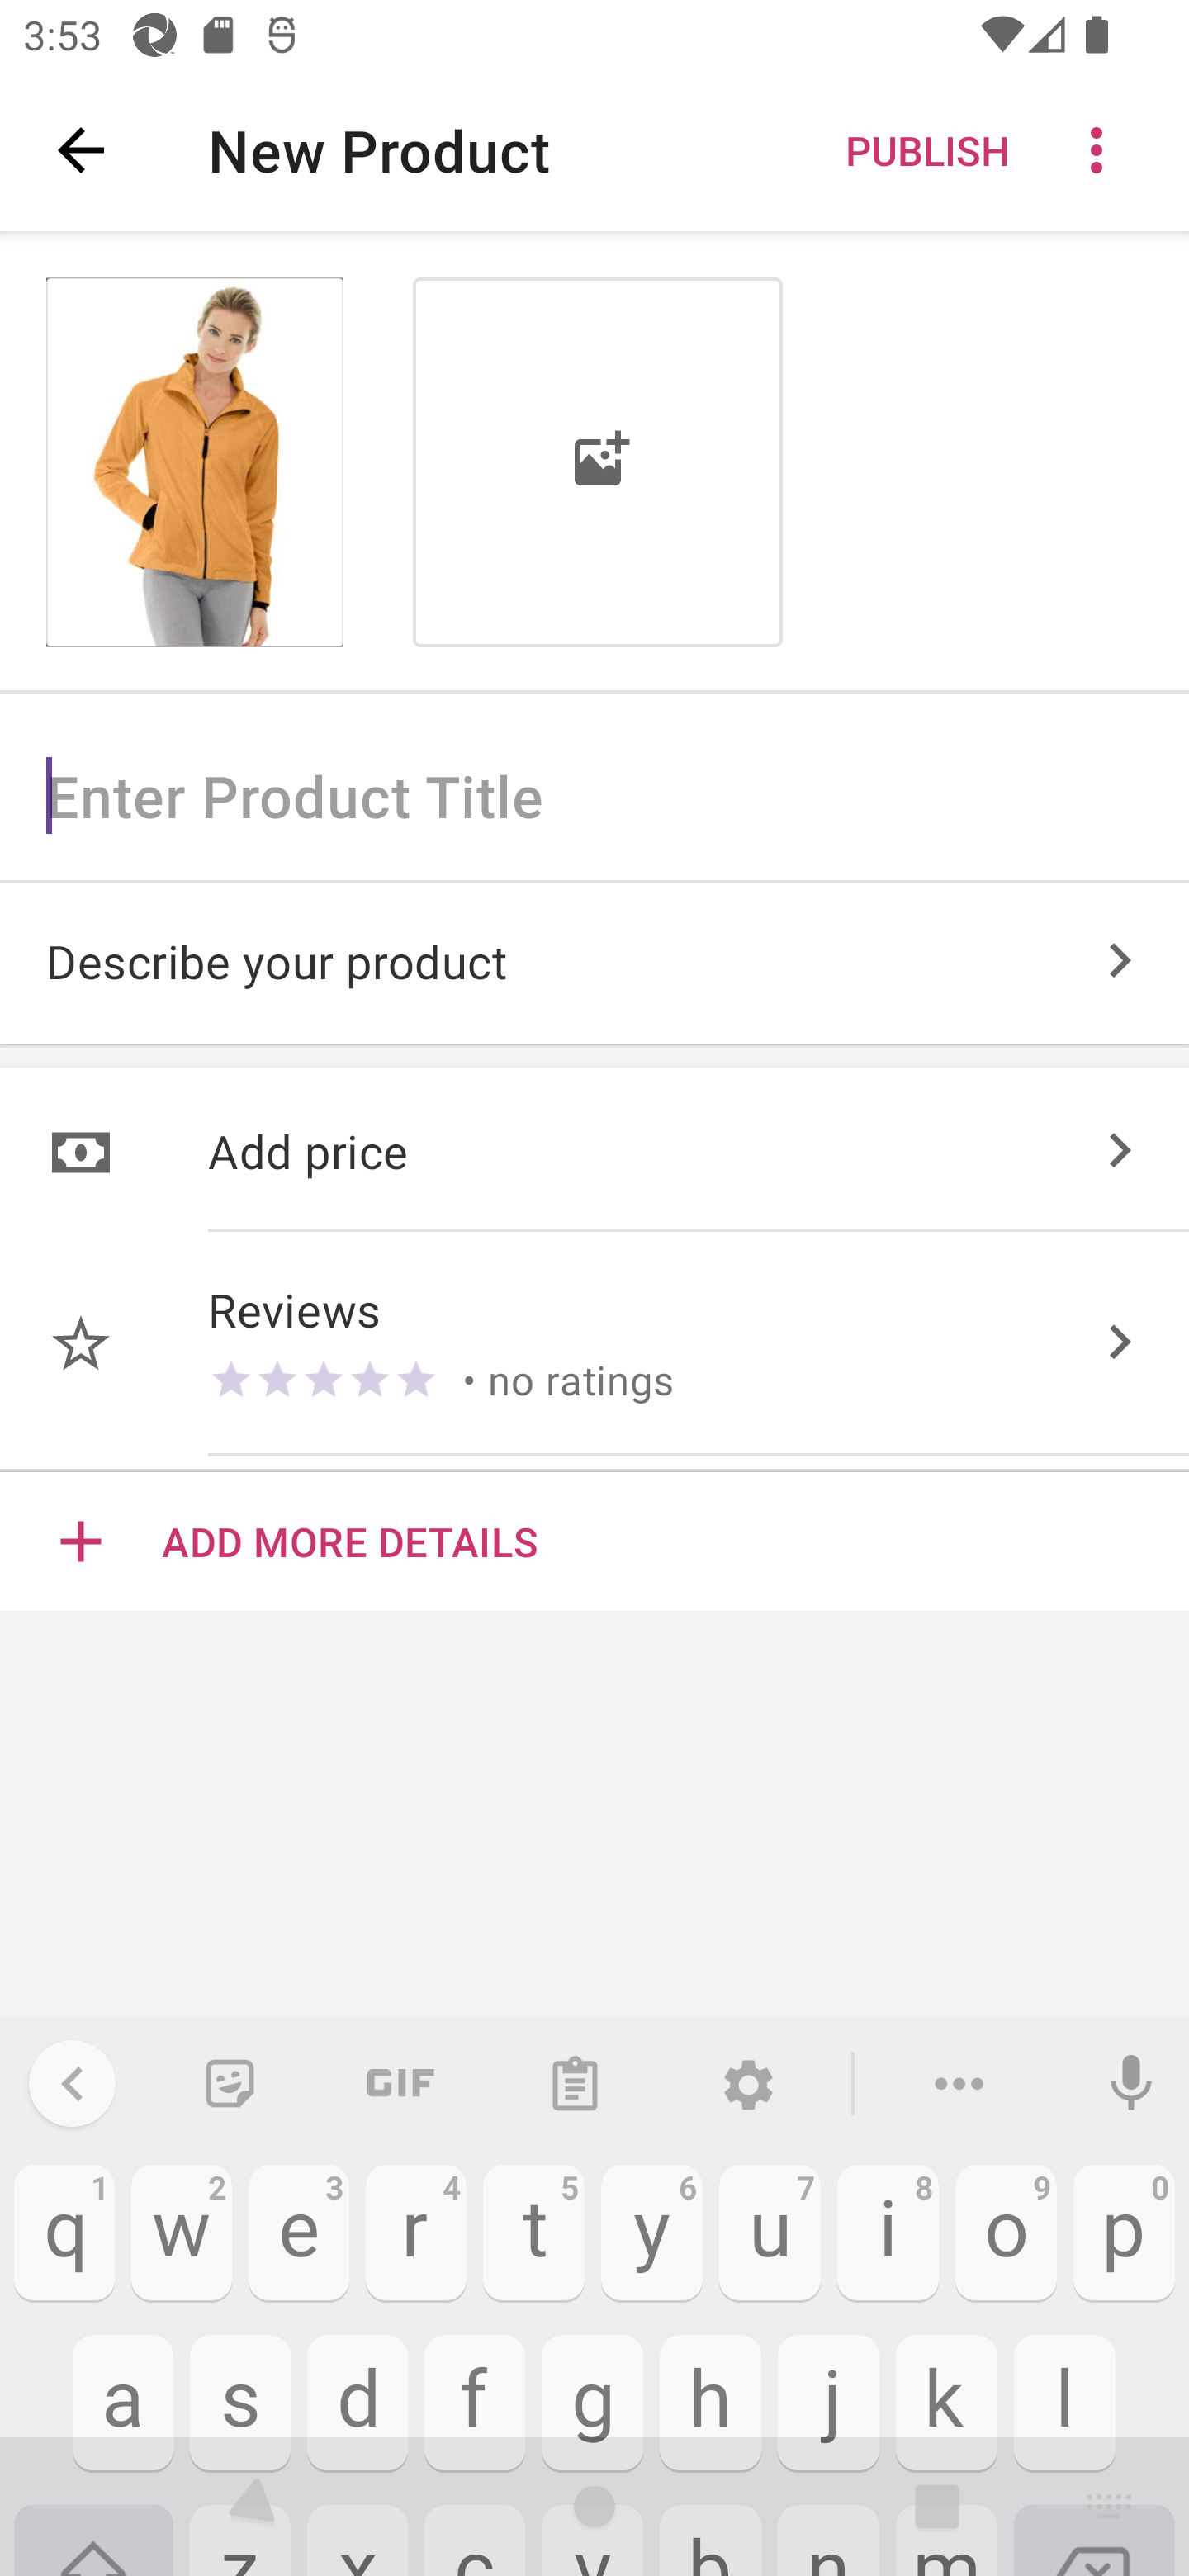 3:53
New Product
PUBLISH
Enter Product Title
Describe your product
Add price
Reviews
• no ratings
ADD MORE DETAILS
GIF
1 2 3 4 5 6 7 8 9 0
q w e r t y u i o p
a s d f g h j k l
z x c v b n m